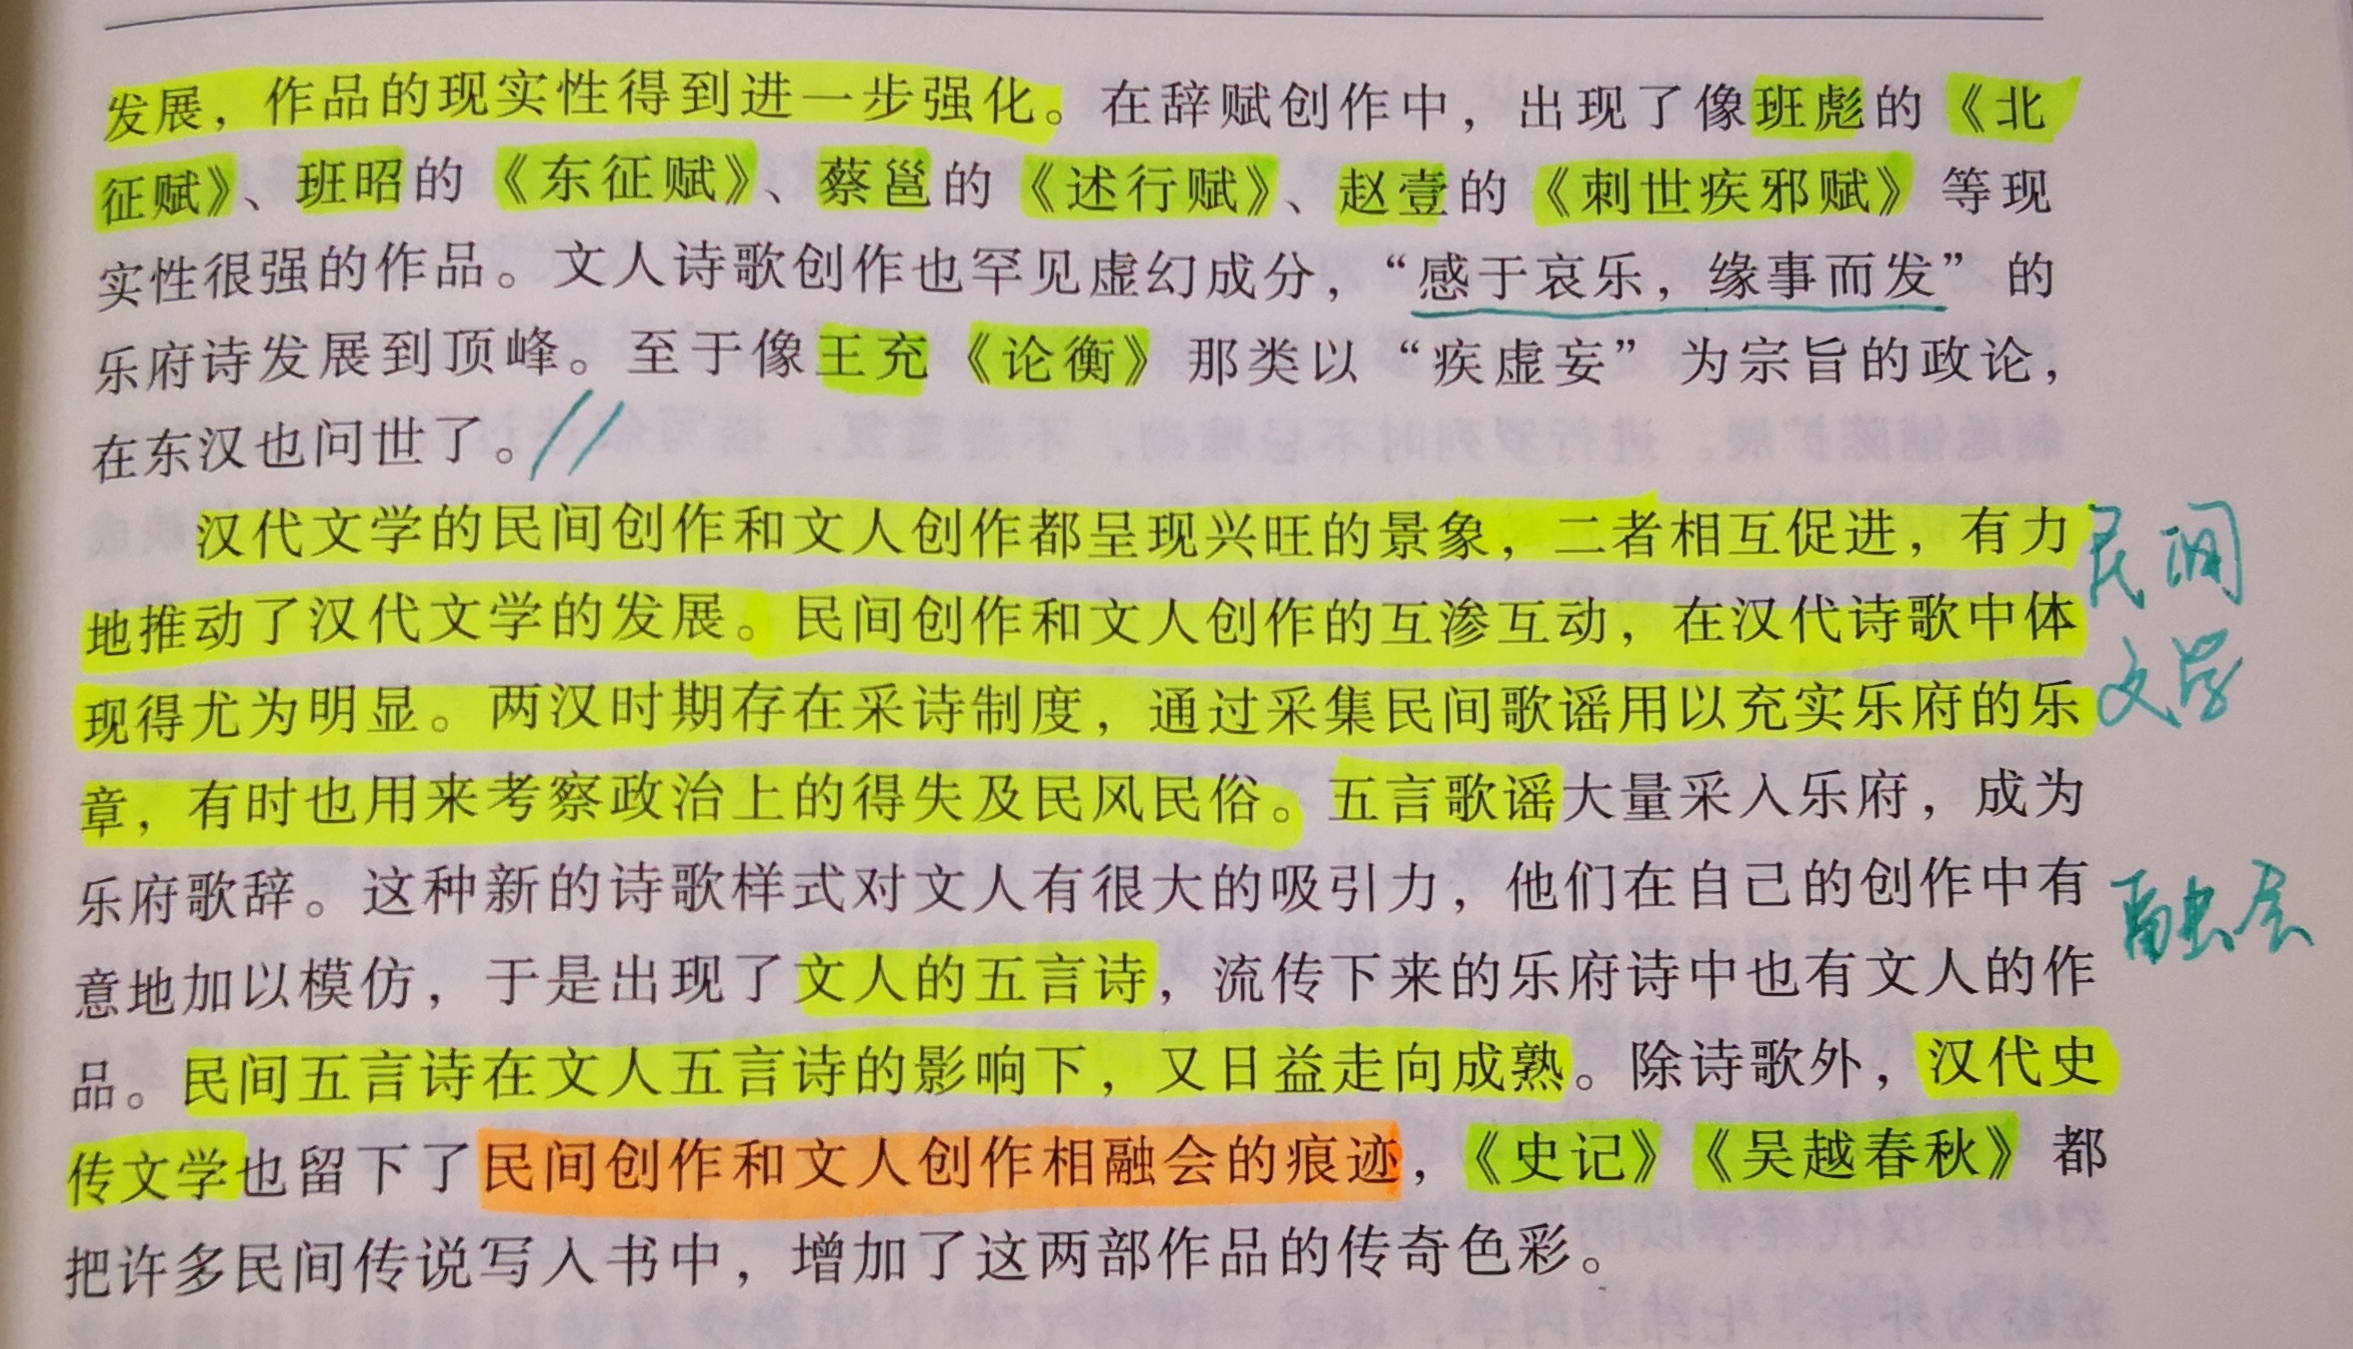 发展，作品的现实性得到进一步强化。在辞赋创作中，出现了像班彪的《北
征赋》、班昭的《东征赋》、蔡邕的《述行赋》、赵壹的《刺世疾邪赋》等现
实性很强的作品。文人诗歌创作也罕见虚幻成分，“感于哀乐，缘事而发”的
乐府诗发展到顶峰。至于像王充《论衡》那类以“疾虚妄”为宗旨的政论，
在东汉也问世了。//
汉代文学的民间创作和文人创作都呈现兴旺的景象，二者相互促进，有力
地推动了汉代文学的发展。民间创作和文人创作的互渗互动，在汉代诗歌中体
现得尤为明显。两汉时期存在采诗制度，通过采集民间歌谣用以充实乐府的乐
章，有时也用来考察政治上的得失及民风民俗。五言歌谣大量采入乐府，成为
乐府歌辞。这种新的诗歌样式对文人有很大的吸引力，他们在自己的创作中有
意地加以模仿，于是出现了文人的五言诗，流传下来的乐府诗中也有文人的作
品。民间五言诗在文人五言诗的影响下，又日益走向成熟。除诗歌外，汉代史
传文学也留下了民间创作和文人创作相融会的痕迹，《史记》《吴越春秋》都
把许多民间传说写入书中，增加了这两部作品的传奇色彩。
民间
文学
融会